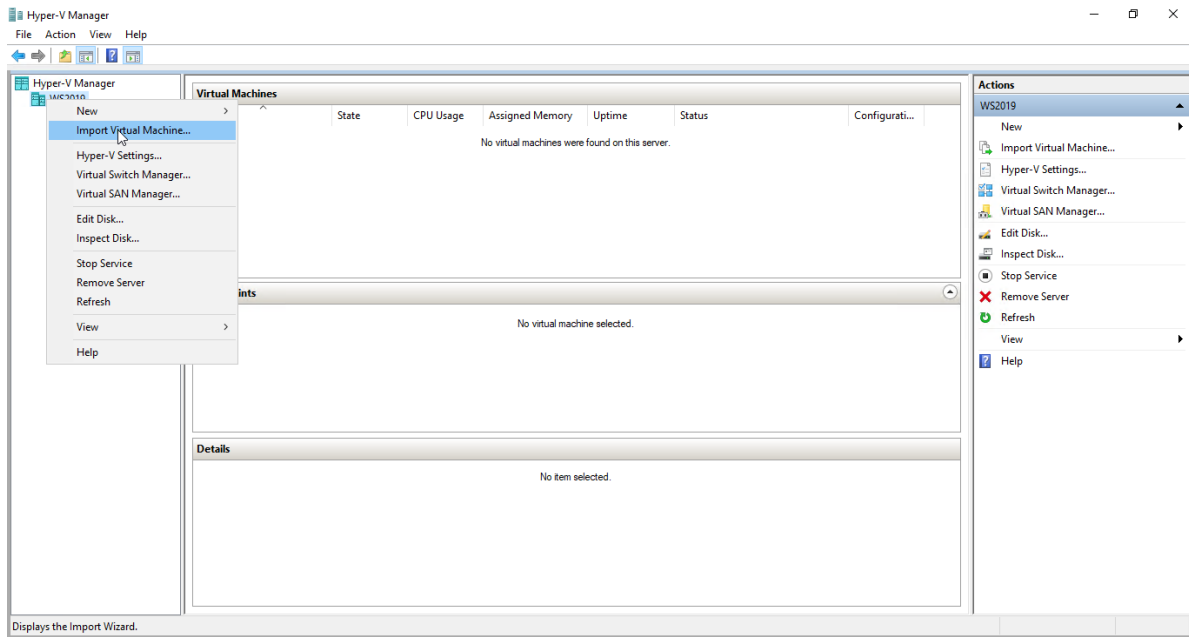 Hyper-V Manager
File Action View Help
Hyper-V Manager
WS2019
New
Import Virtual Machine...
Hyper-V Settings...
Virtual Switch Manager...
Virtual SAN Manager...
Edit Disk...
Inspect Disk...
Stop Service
Remove Server
Refresh
View
Help
Virtual Machines
State CPU Usage Assigned Memory Uptime Status Configurati...
No virtual machines were found on this server.
ints
No virtual machine selected.
Details
No item selected.
Actions
WS2019
New
Import Virtual Machine...
Hyper-V Settings...
Virtual Switch Manager...
Virtual SAN Manager...
Edit Disk...
Inspect Disk...
Stop Service
Remove Server
Refresh
View
Help
Displays the Import Wizard.